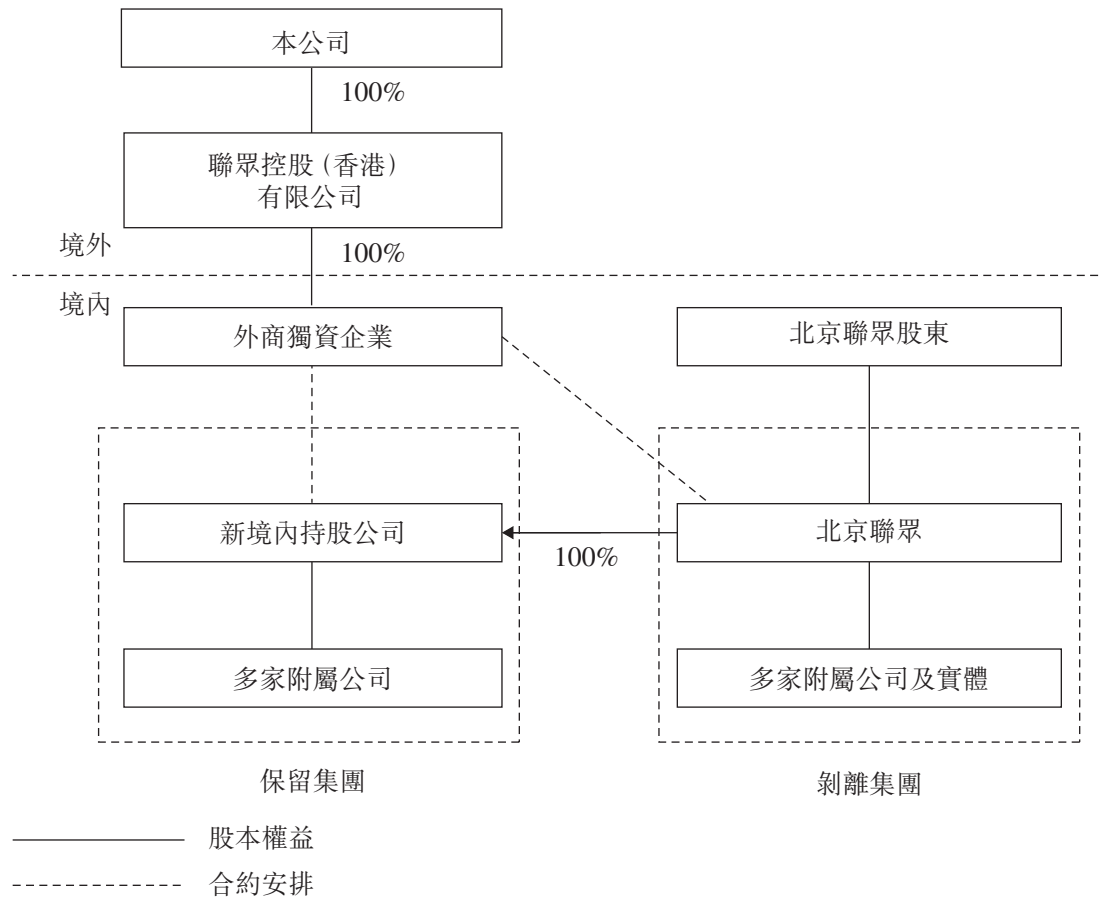 本公司
100%
聯眾控股(香港)
有限公司
境外
100%
境內
外商獨資企業
北京聯眾股東
新境內持股公司
100%
北京聯眾
多家附屬公司
多家附屬公司及實體
保留集團
剝離集團
股本權益
合約安排